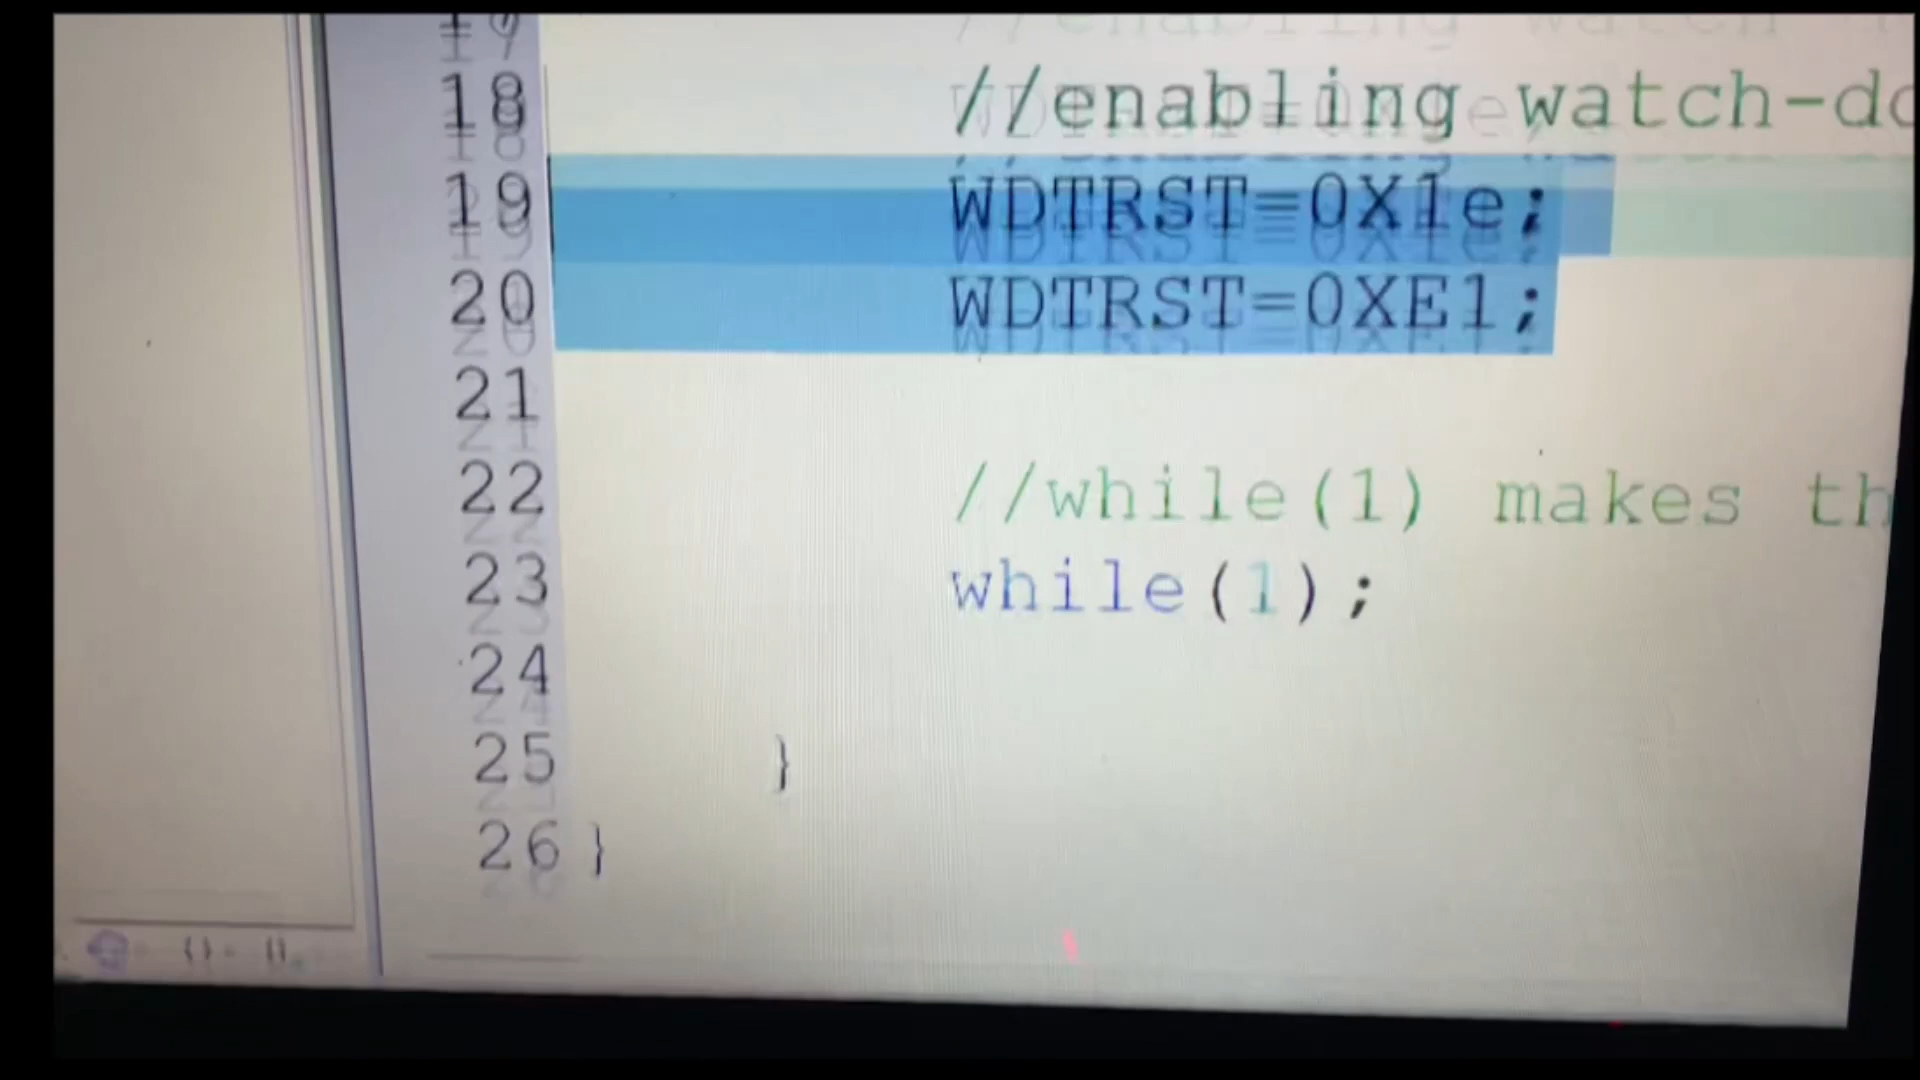 18 //enabling watch-do
19 WDTRST=0X1e;
20 WDTRST=0XE1;
21
22 //while(1) makes th
23 while(1);
24
25 }
26 }
{} 0.